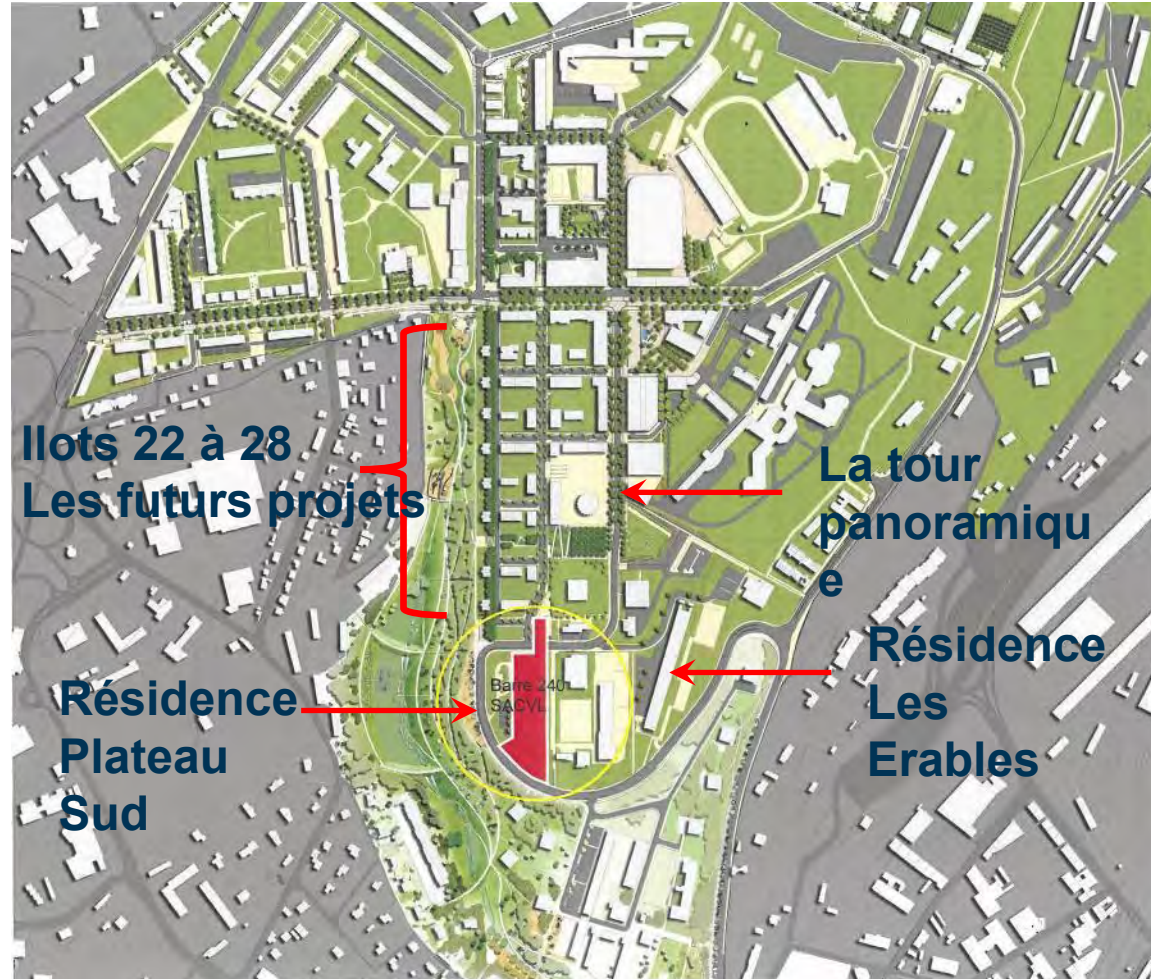 Ilots 22 à 28
Les futurs projets
La tour
panoramiqu
e
Résidence
Les
Erables
Résidence
Plateau
Sud
Barre 240
SACVL